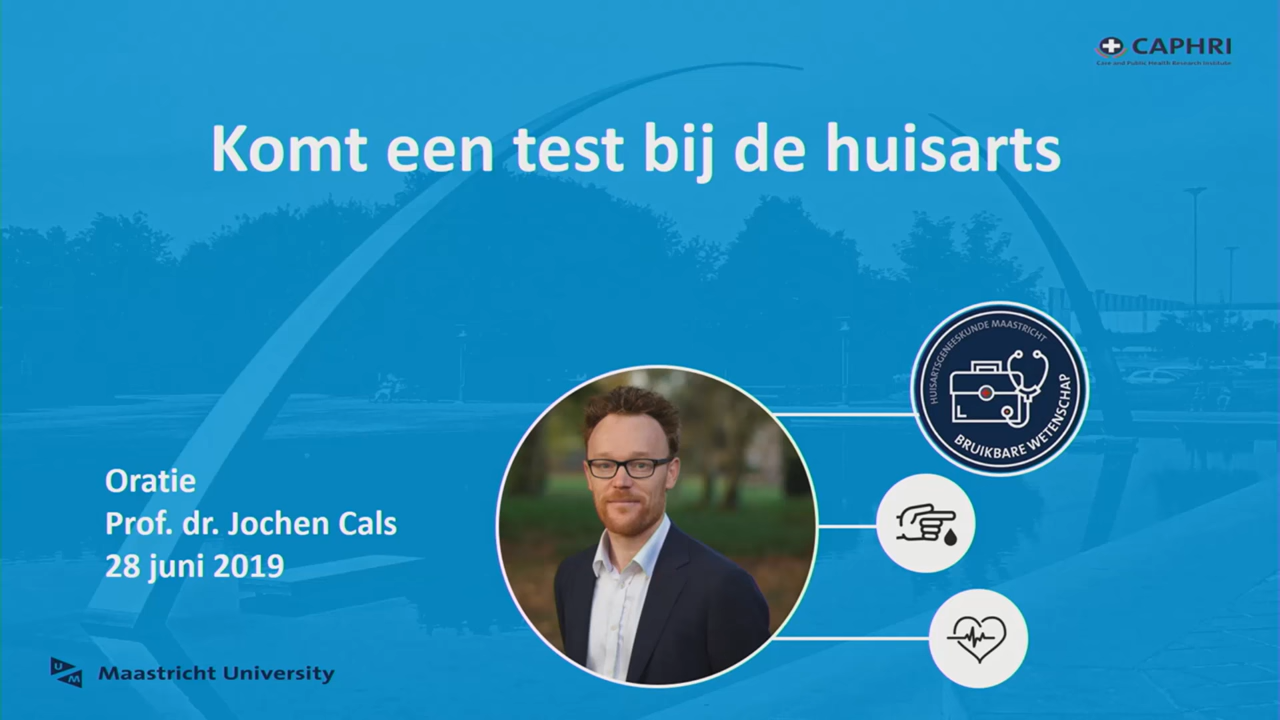 CAPHRI
Care and Public Health Research Institute
Komt een test bij de huisarts
HUISARTSGENEESKUNDE MAASTRICHT
BRUIKBARE WETENSCHAP
Oratie
Prof. dr. Jochen Cals
28 juni 2019
UM
Maastricht University